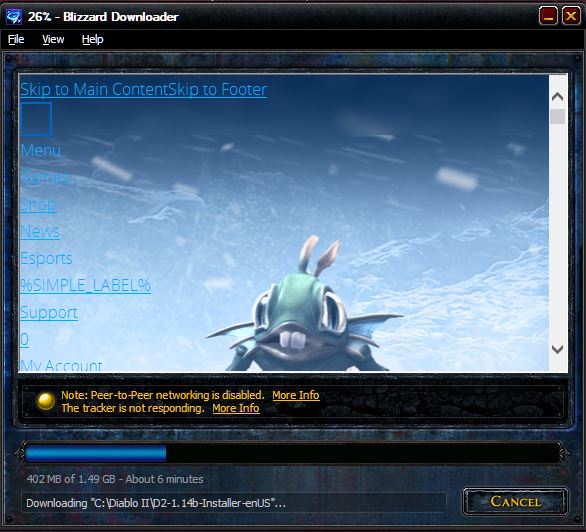 26% - Blizzard Downloader
File View Help
Skip to Main ContentSkip to Footer
Menu
Games
Shop
News
Esports
%SIMPLE_LABEL%
Support
0
My Account
Note: Peer-to-Peer networking is disabled. More Info
The tracker is not responding. More Info
402 MB of 1.49 GB - About 6 minutes
Downloading "C:\Diablo II\D2-1.14b-Installer-enUS"...
CANCEL